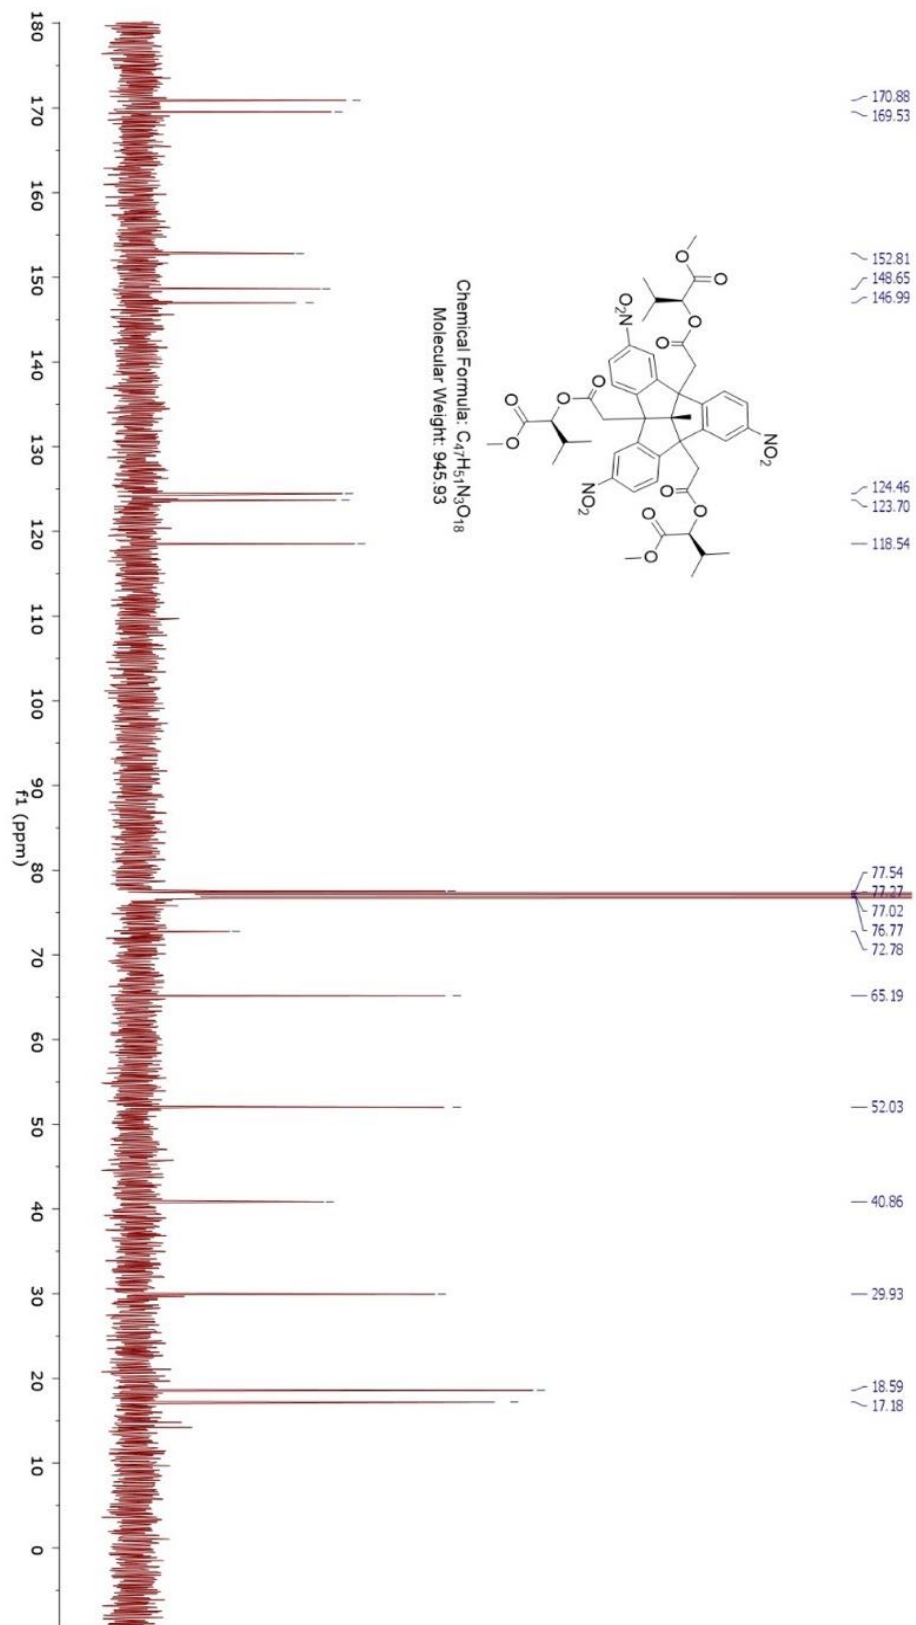 170.88
169.53
152.81
148.65
146.99
124.46
123.70
118.54
77.54
77.27
77.02
76.77
72.78
65.19
52.03
40.86
29.93
18.59
17.18
O
O
O
O
O₂N
O
NO₂
O
O
O
O
NO₂
O
O
O
O
Chemical Formula: C₄₇H₅₁N₃O₁₈
Molecular Weight: 945.93
180 170 160 150 140 130 120 110 100 90 80 70 60 50 40 30 20 10 0
f1 (ppm)